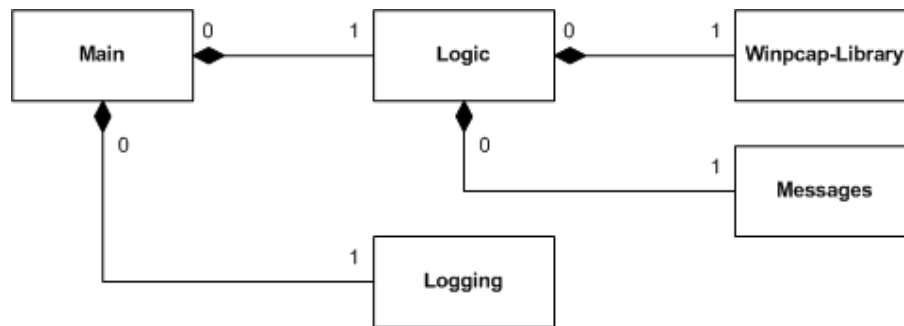 0 1 0 1
Main Logic Winpcap-Library
0 0
1 Messages
1
Logging